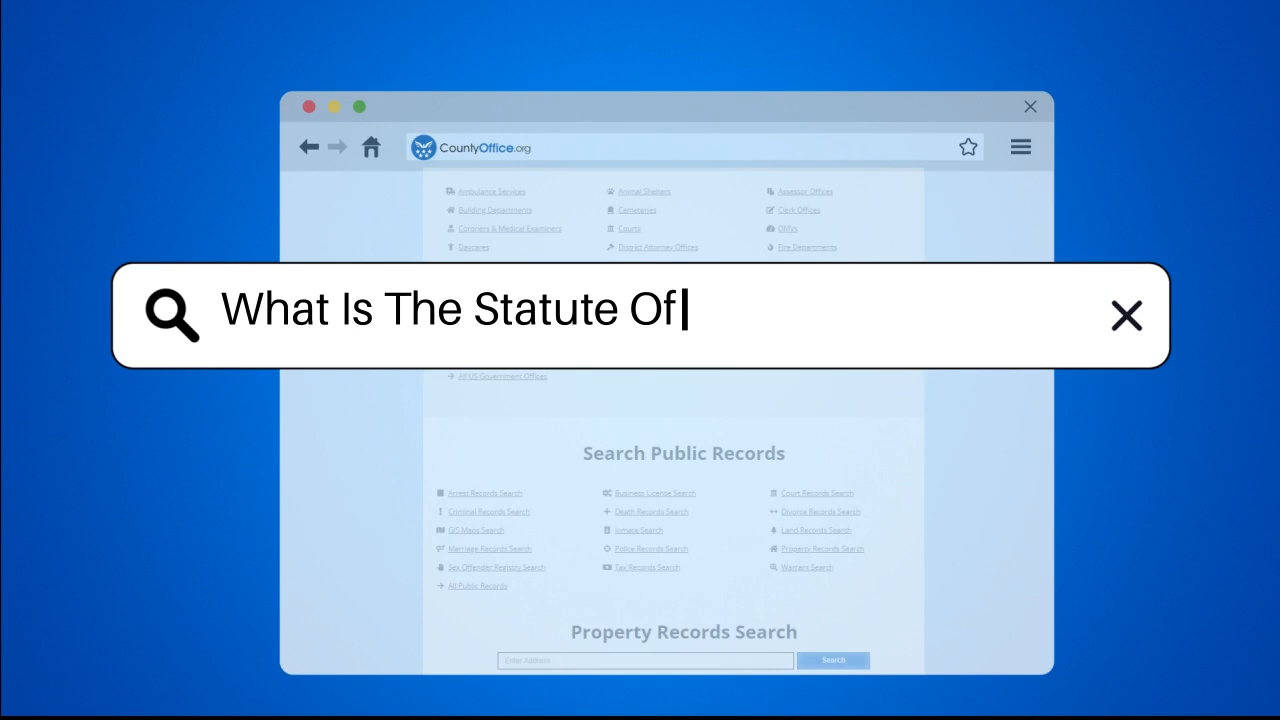 CountyOffice.org
Ambulance Services Animal Shelters Assessor Offices
Building Departments Cemeteries Clerk Offices
Coroners & Medical Examiners Courts DMVs
Daycares District Attorney Offices Fire Departments
What Is The Statute Of
All US Government Offices
Search Public Records
Arrest Records Search Business License Search Court Records Search
Criminal Records Search Death Records Search Divorce Records Search
GIS Maps Search Inmate Search Land Records Search
Marriage Records Search Police Records Search Property Records Search
Sex Offender Registry Search Tax Records Search Warrant Search
All Public Records
Property Records Search
Enter Address Search